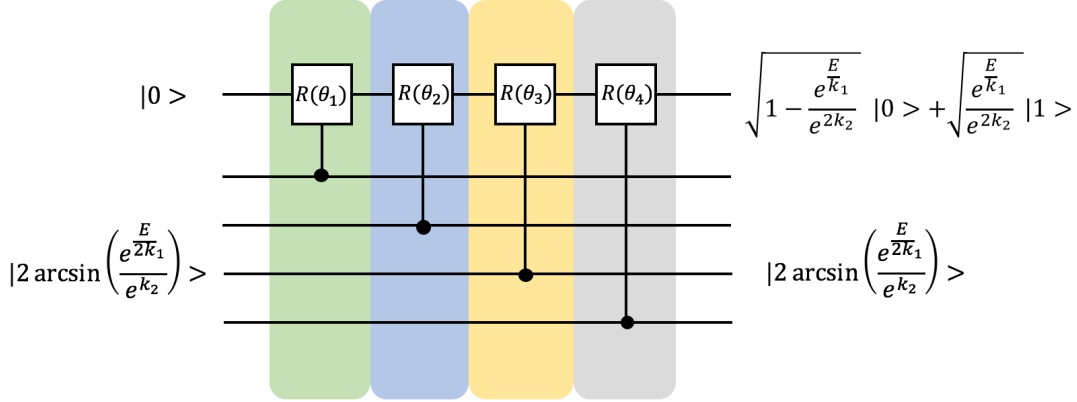 |0 >
R(θ₁)
R(θ₂)
R(θ₃)
R(θ₄)
√(1 − e^(E/k₁)/e^(2k₂)) |0 > + √(e^(E/k₁)/e^(2k₂)) |1 >
|2 arcsin(e^(E/2k₁)/e^(k₂)) >
|2 arcsin(e^(E/2k₁)/e^(k₂)) >